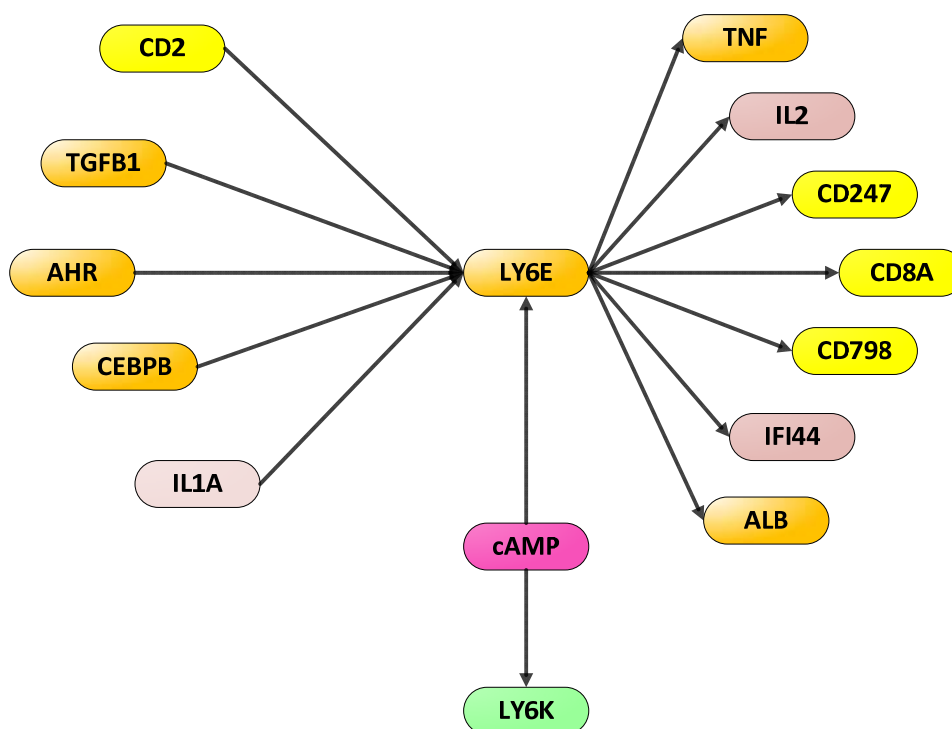 CD2
TGFB1
AHR
CEBPB
IL1A
LY6E
cAMP
LY6K
TNF
IL2
CD247
CD8A
CD798
IFI44
ALB